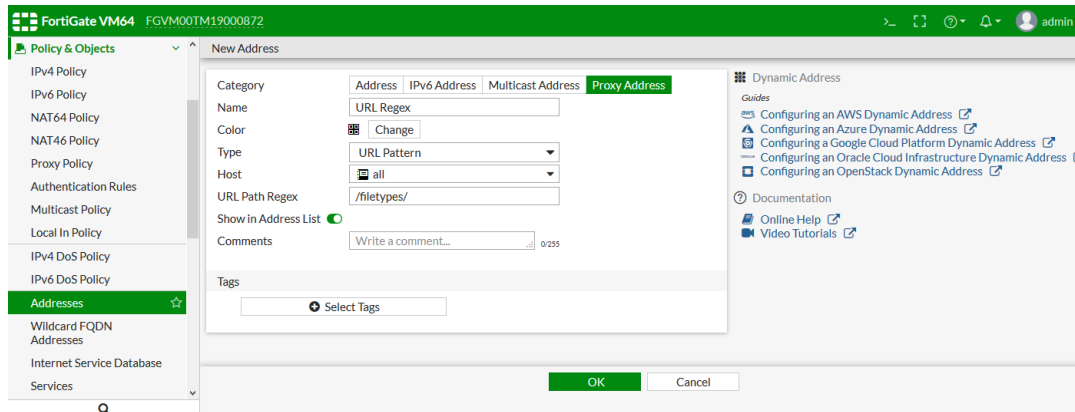 FortiGate VM64 FGVM00TM19000872
>_ admin
Policy & Objects
IPv4 Policy
IPv6 Policy
NAT64 Policy
NAT46 Policy
Proxy Policy
Authentication Rules
Multicast Policy
Local In Policy
IPv4 DoS Policy
IPv6 DoS Policy
Addresses
Wildcard FQDN
Addresses
Internet Service Database
Services
New Address
Category Address IPv6 Address Multicast Address Proxy Address
Name URL Regex
Color Change
Type URL Pattern
Host all
URL Path Regex /filetypes/
Show in Address List
Comments Write a comment... 0/255
Tags
Select Tags
OK Cancel
Dynamic Address
Guides
aws Configuring an AWS Dynamic Address
Configuring an Azure Dynamic Address
Configuring a Google Cloud Platform Dynamic Address
Configuring an Oracle Cloud Infrastructure Dynamic Address
Configuring an OpenStack Dynamic Address
Documentation
Online Help
Video Tutorials